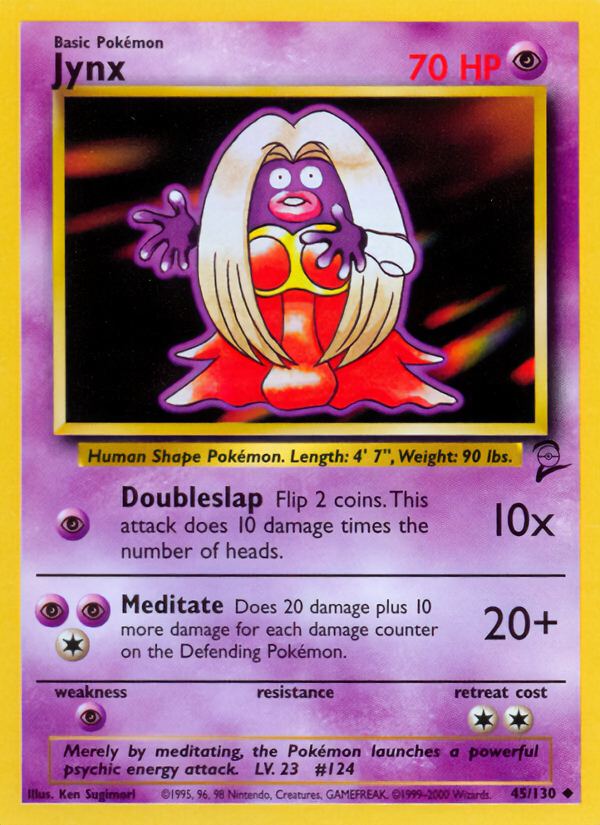 Basic Pokémon
Jynx
70 HP
Human Shape Pokémon. Length: 4' 7", Weight: 90 lbs.
Doubleslap Flip 2 coins. This
attack does 10 damage times the
number of heads.
10x
Meditate Does 20 damage plus 10
more damage for each damage counter
on the Defending Pokémon.
20+
weakness
resistance
retreat cost
Merely by meditating, the Pokémon launches a powerful
psychic energy attack. LV. 23 #124
Illus. Ken Sugimori ©1995, 96, 98 Nintendo, Creatures, GAMEFREAK. ©1999-2000 Wizards. 45/130